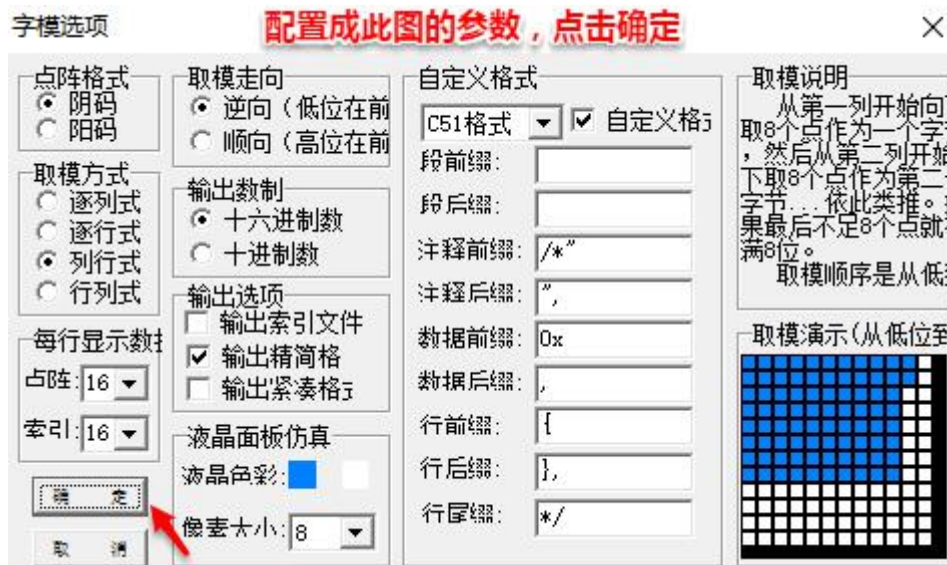 字模选项
配置成此图的参数，点击确定
点阵格式
阴码
阳码
取模方式
逐列式
逐行式
列行式
行列式
每行显示数据
点阵: 16
索引: 16
确 定
取 消
取模走向
逆向（低位在前
顺向（高位在前
输出数制
十六进制数
十进制数
输出选项
输出索引文件
输出精简格
输出紧凑格式
液晶面板仿真
液晶色彩:
像素大小: 8
自定义格式
C51格式
自定义格式
段前缀:
段后缀:
注释前缀: /*"
注释后缀: ",
数据前缀: 0x
数据后缀: ,
行前缀: {
行后缀: },
行尾缀: */
取模说明
从第一列开始向
取8个点作为一个字
，然后从第二列开始
下取8个点作为第二
字节...依此类推。
果最后不足8个点就
满8位。
取模顺序是从低
取模演示(从低位到